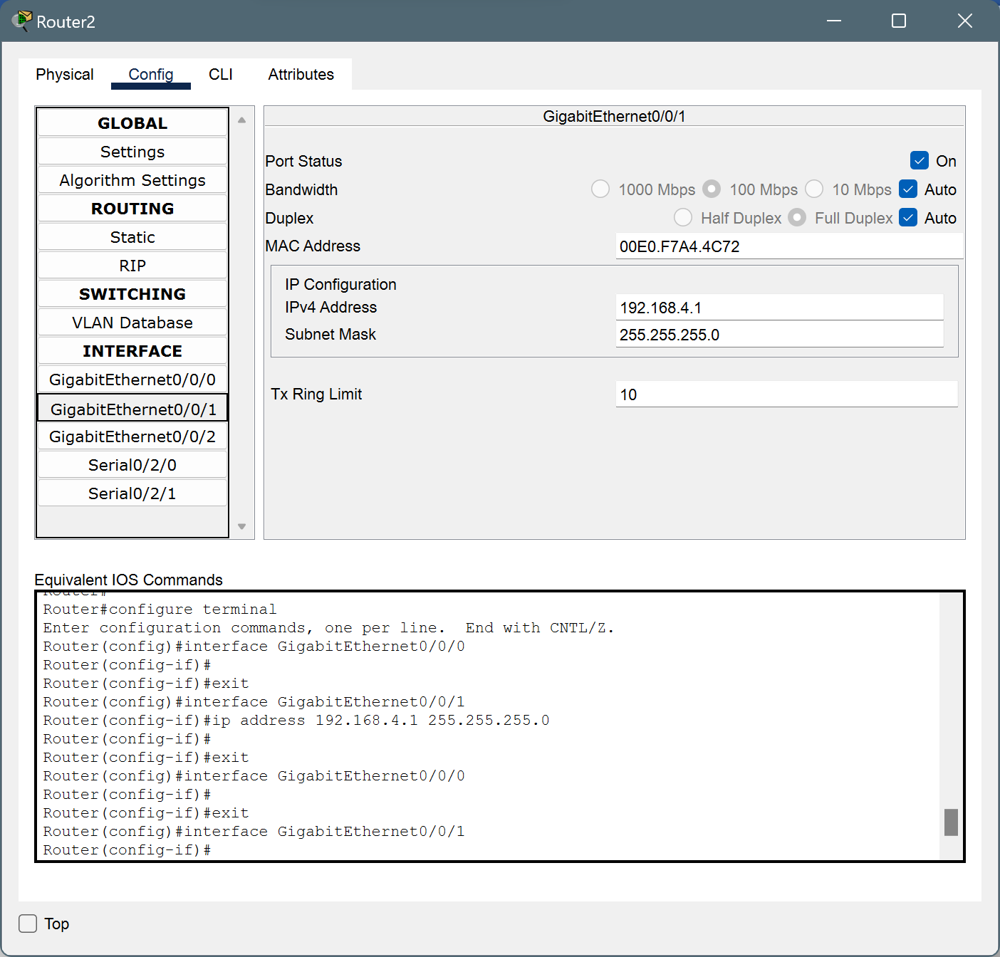 Router2
Physical Config CLI Attributes
GLOBAL
Settings
Algorithm Settings
ROUTING
Static
RIP
SWITCHING
VLAN Database
INTERFACE
GigabitEthernet0/0/0
GigabitEthernet0/0/1
GigabitEthernet0/0/2
Serial0/2/0
Serial0/2/1
GigabitEthernet0/0/1
Port Status On
Bandwidth 1000 Mbps 100 Mbps 10 Mbps Auto
Duplex Half Duplex Full Duplex Auto
MAC Address 00E0.F7A4.4C72
IP Configuration
IPv4 Address 192.168.4.1
Subnet Mask 255.255.255.0
Tx Ring Limit 10
Equivalent IOS Commands
Router#
Router#configure terminal
Enter configuration commands, one per line.  End with CNTL/Z.
Router(config)#interface GigabitEthernet0/0/0
Router(config-if)#
Router(config-if)#exit
Router(config)#interface GigabitEthernet0/0/1
Router(config-if)#ip address 192.168.4.1 255.255.255.0
Router(config-if)#
Router(config-if)#exit
Router(config)#interface GigabitEthernet0/0/0
Router(config-if)#
Router(config-if)#exit
Router(config)#interface GigabitEthernet0/0/1
Router(config-if)#
Top